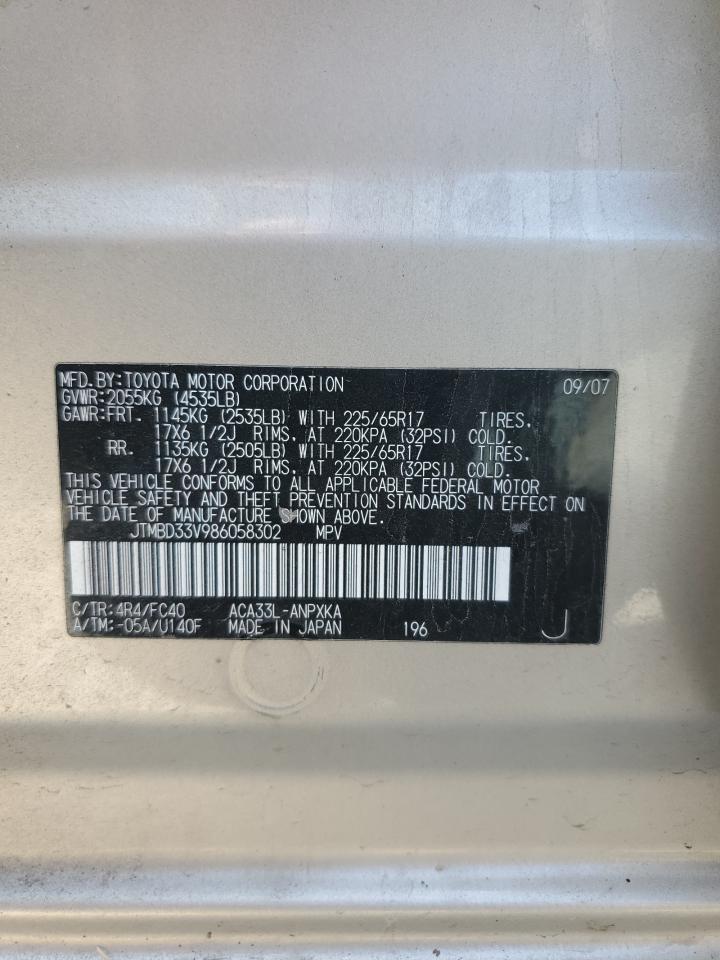 MFD.BY:TOYOTA MOTOR CORPORATION 09/07
GVWR:2055KG (4535LB)
GAWR:FRT. 1145KG (2535LB) WITH 225/65R17 TIRES,
17X6 1/2J RIMS, AT 220KPA (32PSI) COLD.
RR. 1135KG (2505LB) WITH 225/65R17 TIRES,
17X6 1/2J RIMS, AT 220KPA (32PSI) COLD.
THIS VEHICLE CONFORMS TO ALL APPLICABLE FEDERAL MOTOR
VEHICLE SAFETY AND THEFT PREVENTION STANDARDS IN EFFECT ON
THE DATE OF MANUFACTURE SHOWN ABOVE.
JTMBD33V986058302 MPV
C/TR:4R4/FC40 ACA33L-ANPXKA
A/TM:-05A/U140F MADE IN JAPAN 196 J